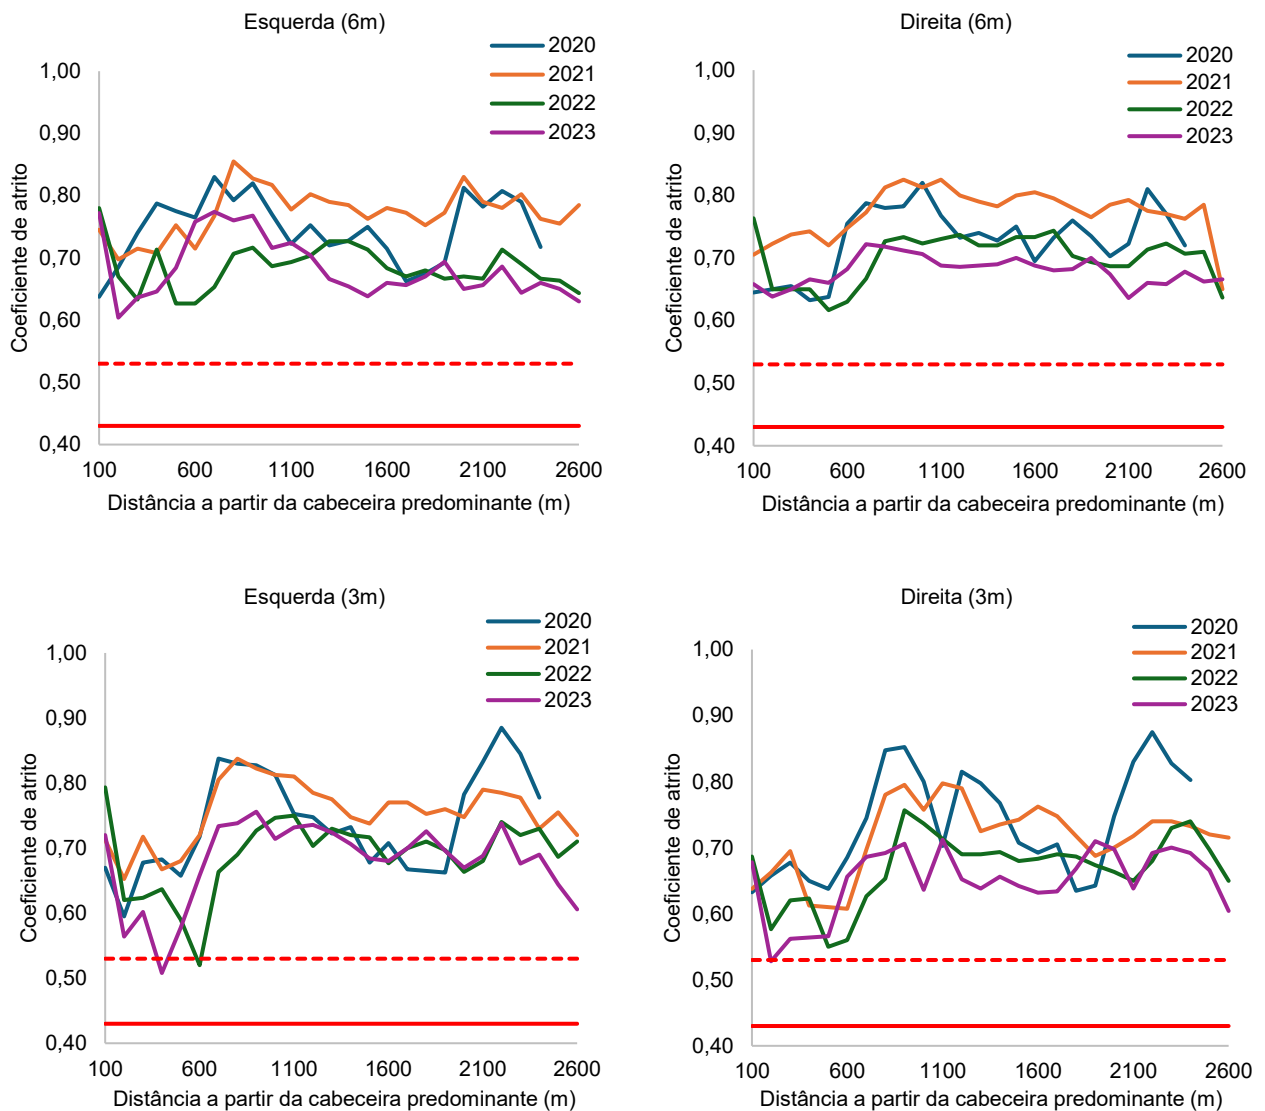 Esquerda (6m)
2020
2021
2022
2023
1,00
0,90
0,80
0,70
0,60
0,50
0,40
Coeficiente de atrito
100 600 1100 1600 2100 2600
Distância a partir da cabeceira predominante (m)
Direita (6m)
2020
2021
2022
2023
1,00
0,90
0,80
0,70
0,60
0,50
0,40
Coeficiente de atrito
100 600 1100 1600 2100 2600
Distância a partir da cabeceira predominante (m)
Esquerda (3m)
2020
2021
2022
2023
1,00
0,90
0,80
0,70
0,60
0,50
0,40
Coeficiente de atrito
100 600 1100 1600 2100 2600
Distância a partir da cabeceira predominante (m)
Direita (3m)
2020
2021
2022
2023
1,00
0,90
0,80
0,70
0,60
0,50
0,40
Coeficiente de atrito
100 600 1100 1600 2100 2600
Distância a partir da cabeceira predominante (m)